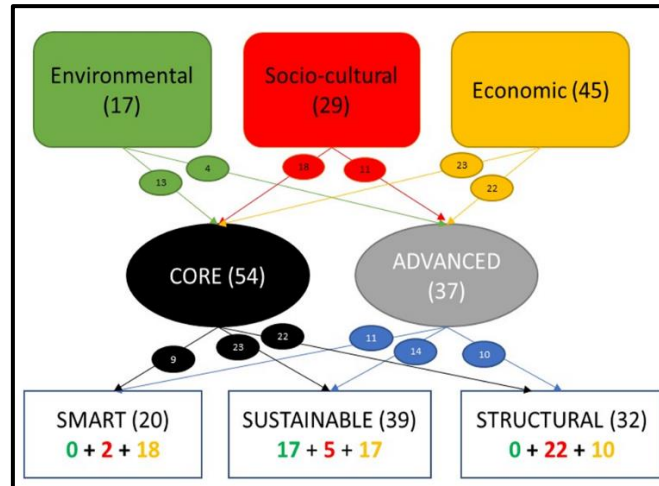 Environmental
(17)
Socio-cultural
(29)
Economic (45)
13
4
18
11
23
22
CORE (54)
ADVANCED
(37)
9
23
22
11
14
10
SMART (20)
0 + 2 + 18
SUSTAINABLE (39)
17 + 5 + 17
STRUCTURAL (32)
0 + 22 + 10